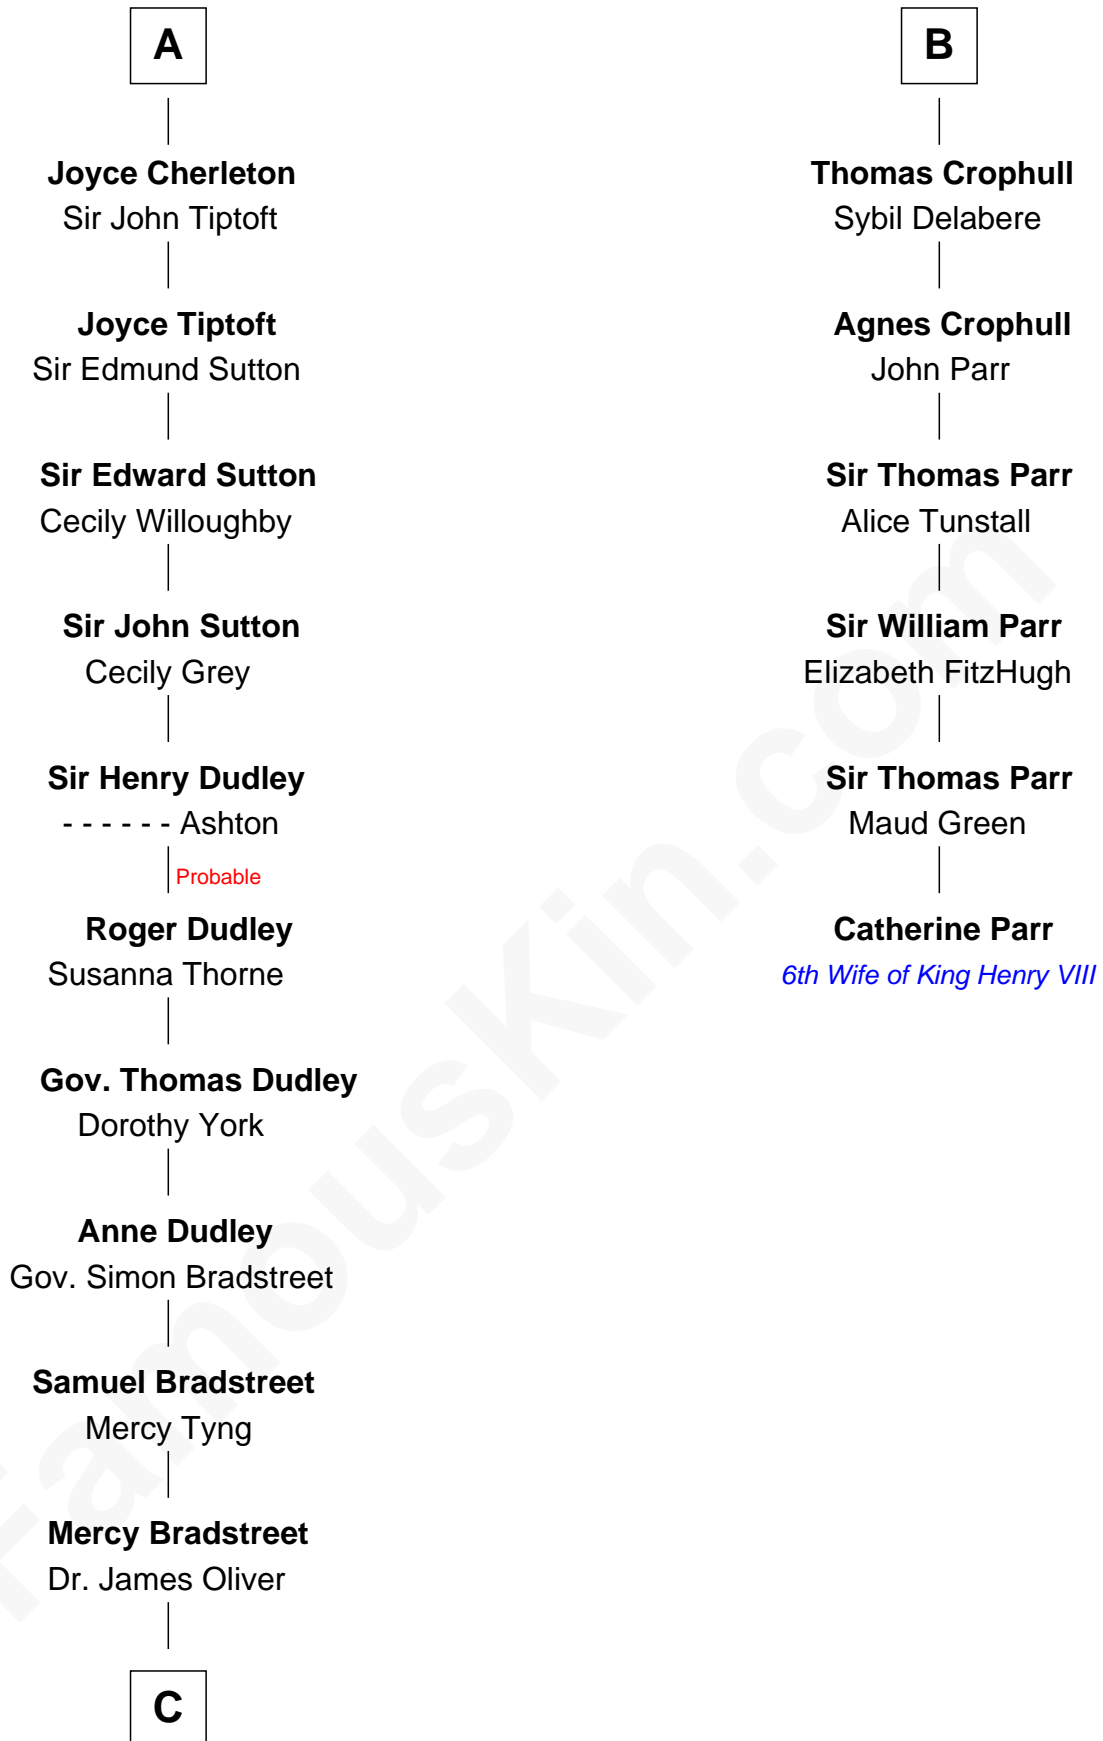 A
Joyce Cherleton
Sir John Tiptoft
Joyce Tiptoft
Sir Edmund Sutton
Sir Edward Sutton
Cecily Willoughby
Sir John Sutton
Cecily Grey
Sir Henry Dudley
- - - - - - Ashton
Probable
Roger Dudley
Susanna Thorne
Gov. Thomas Dudley
Dorothy York
Anne Dudley
Gov. Simon Bradstreet
Samuel Bradstreet
Mercy Tyng
Mercy Bradstreet
Dr. James Oliver
C
B
Thomas Crophull
Sybil Delabere
Agnes Crophull
John Parr
Sir Thomas Parr
Alice Tunstall
Sir William Parr
Elizabeth FitzHugh
Sir Thomas Parr
Maud Green
Catherine Parr
6th Wife of King Henry VIII
FamousKin.com